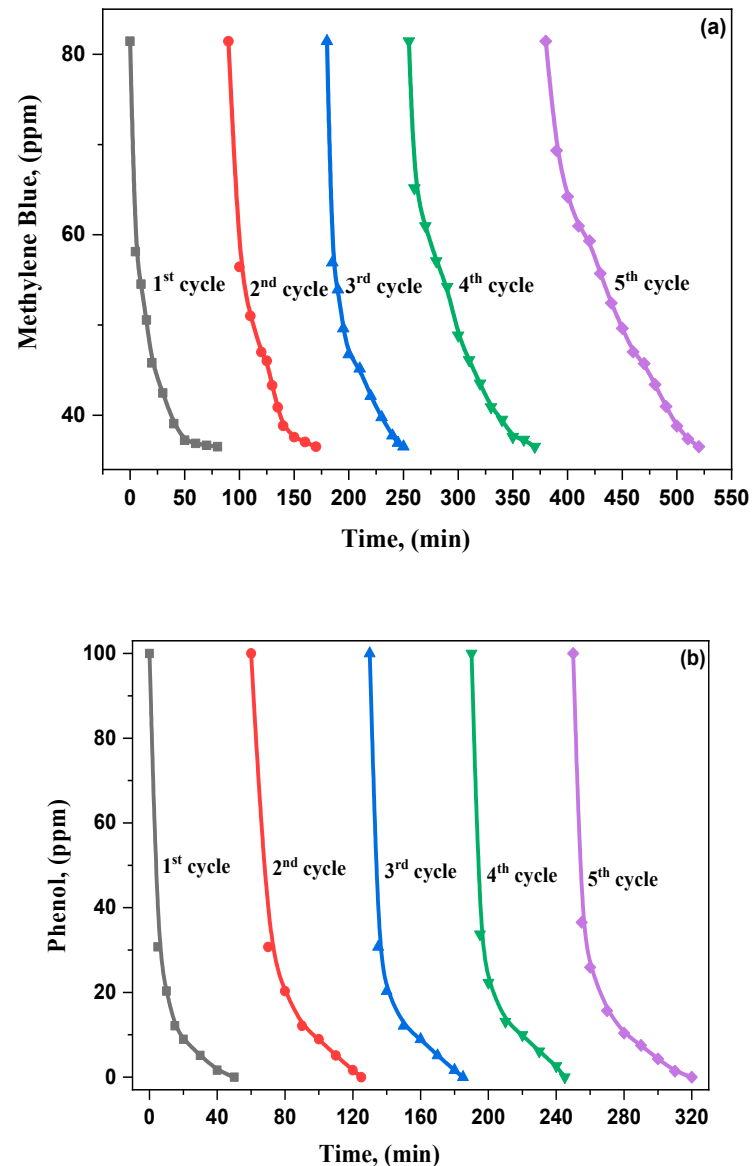 (a)
Methylene Blue, (ppm)
80
60
40
1st cycle
2nd cycle
3rd cycle
4th cycle
5th cycle
0 50 100 150 200 250 300 350 400 450 500 550
Time, (min)
(b)
Phenol, (ppm)
100
80
60
40
20
0
1st cycle
2nd cycle
3rd cycle
4th cycle
5th cycle
0 40 80 120 160 200 240 280 320
Time, (min)